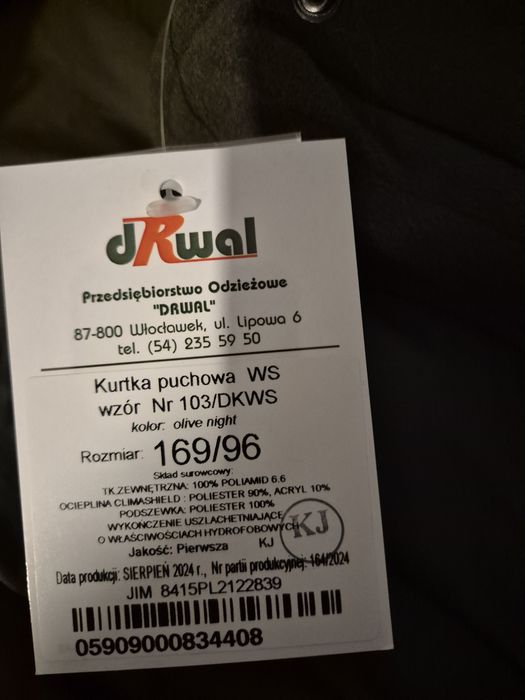 dRwal
Przedsiębiorstwo Odzieżowe
"DRWAL"
87-800 Włocławek, ul. Lipowa 6
tel. (54) 235 59 50
Kurtka puchowa WS
wzór Nr 103/DKWS
kolor: olive night
Rozmiar: 169/96
Skład surowcowy:
TK.ZEWNĘTRZNA: 100% POLIAMID 6.6
OCIEPLINA CLIMASHIELD : POLIESTER 90%, ACRYL 10%
PODSZEWKA: POLIESTER 100%
WYKOŃCZENIE USZLACHETNIAJĄCE
O WŁAŚCIWOŚCIACH HYDROFOBOWYCH
KJ
Jakość: Pierwsza KJ
Data produkcji: SIERPIEŃ 2024 r., Nr partii produkcyjnej: 164/2024
JIM 8415PL2122839
05909000834408